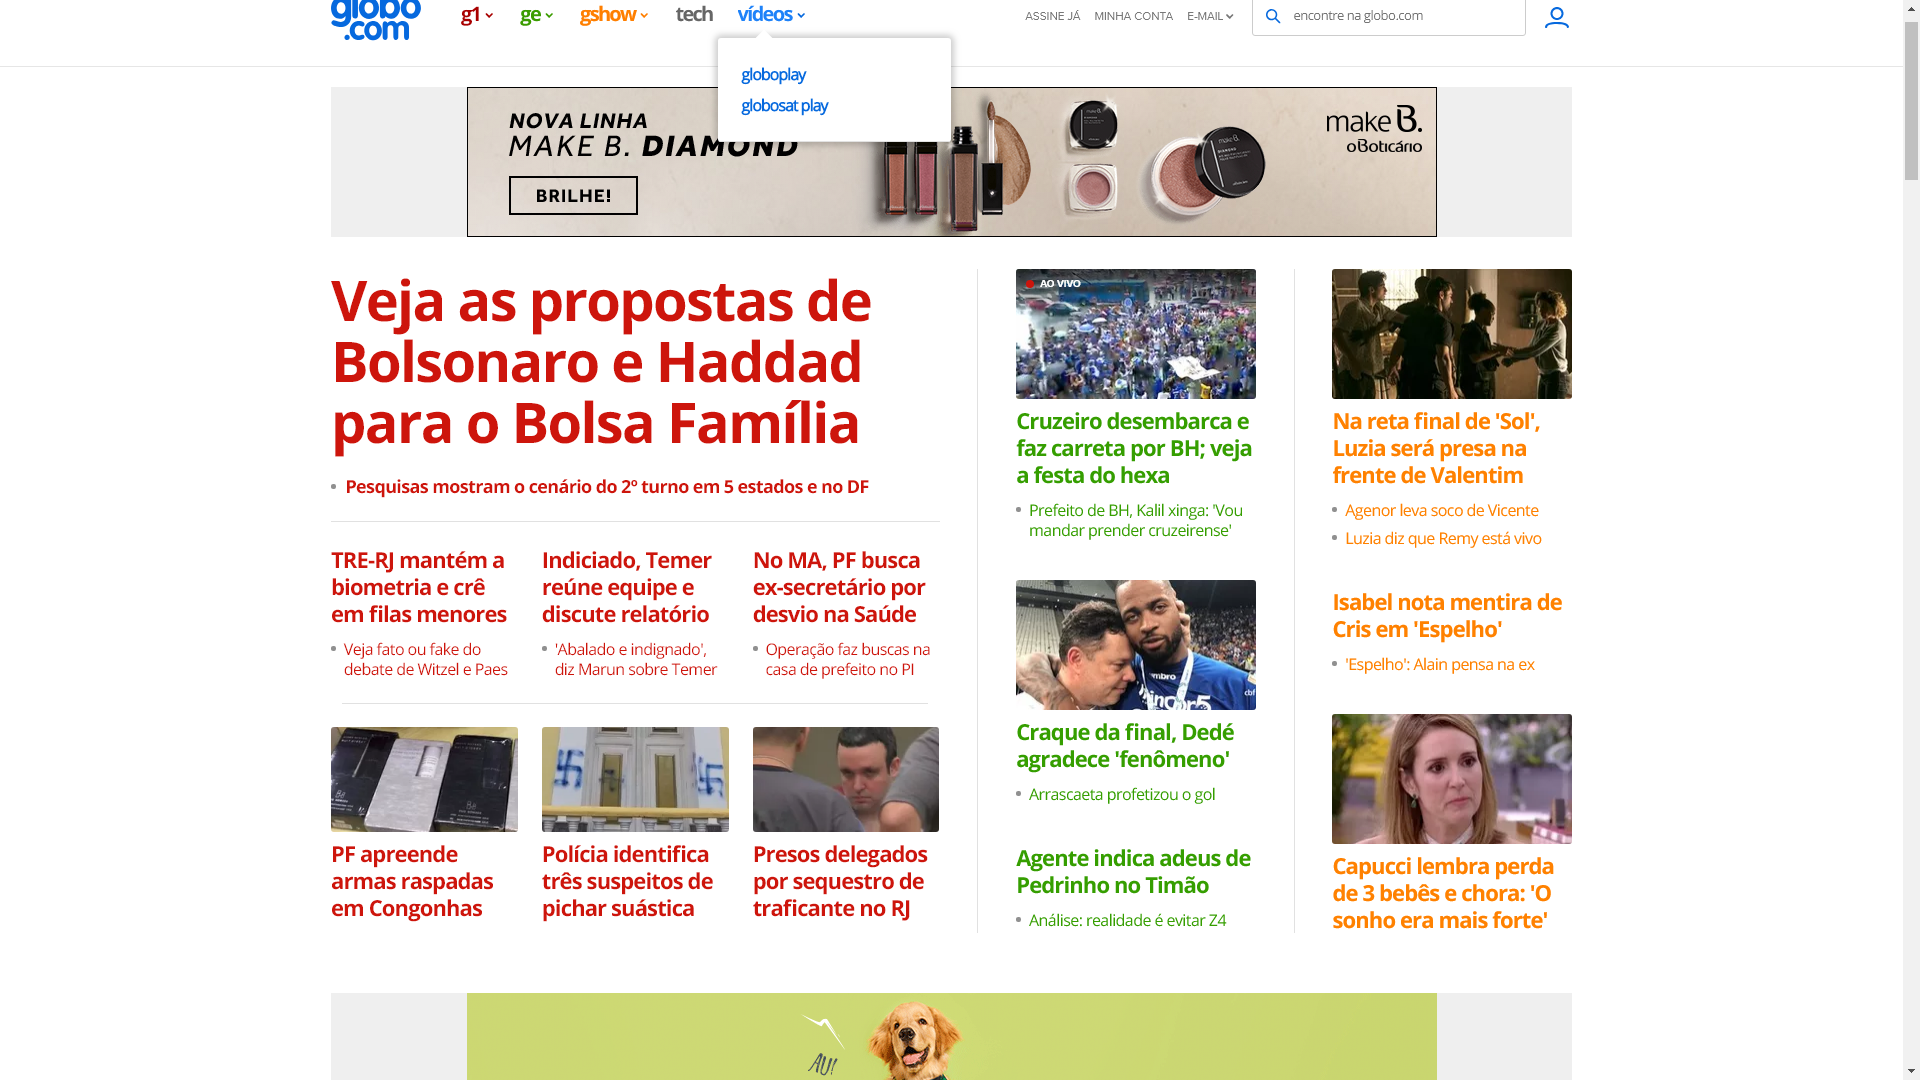 globo
.com
g1
ge
gshow
tech
vídeos
ASSINE JÁ
MINHA CONTA
E-MAIL
encontre na globo.com
globoplay
globosat play
NOVA LINHA
MAKE B. DIAMOND
BRILHE!
make B.
oBoticário
Veja as propostas de
Bolsonaro e Haddad
para o Bolsa Família
Pesquisas mostram o cenário do 2º turno em 5 estados e no DF
TRE-RJ mantém a
biometria e crê
em filas menores
Veja fato ou fake do
debate de Witzel e Paes
Indiciado, Temer
reúne equipe e
discute relatório
'Abalado e indignado',
diz Marun sobre Temer
No MA, PF busca
ex-secretário por
desvio na Saúde
Operação faz buscas na
casa de prefeito no PI
PF apreende
armas raspadas
em Congonhas
Polícia identifica
três suspeitos de
pichar suástica
Presos delegados
por sequestro de
traficante no RJ
AO VIVO
Cruzeiro desembarca e
faz carreta por BH; veja
a festa do hexa
Prefeito de BH, Kalil xinga: 'Vou
mandar prender cruzeirense'
Craque da final, Dedé
agradece 'fenômeno'
Arrascaeta profetizou o gol
Agente indica adeus de
Pedrinho no Timão
Análise: realidade é evitar Z4
Na reta final de 'Sol',
Luzia será presa na
frente de Valentim
Agenor leva soco de Vicente
Luzia diz que Remy está vivo
Isabel nota mentira de
Cris em 'Espelho'
'Espelho': Alain pensa na ex
Capucci lembra perda
de 3 bebês e chora: 'O
sonho era mais forte'
AU!